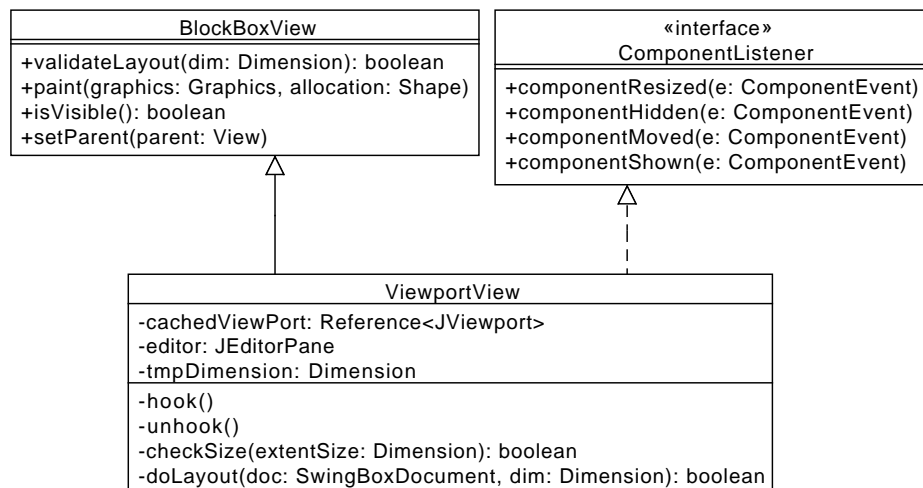 BlockBoxView
+validateLayout(dim: Dimension): boolean
+paint(graphics: Graphics, allocation: Shape)
+isVisible(): boolean
+setParent(parent: View)
«interface»
ComponentListener
+componentResized(e: ComponentEvent)
+componentHidden(e: ComponentEvent)
+componentMoved(e: ComponentEvent)
+componentShown(e: ComponentEvent)
ViewportView
-cachedViewPort: Reference<JViewport>
-editor: JEditorPane
-tmpDimension: Dimension
-hook()
-unhook()
-checkSize(extentSize: Dimension): boolean
-doLayout(doc: SwingBoxDocument, dim: Dimension): boolean